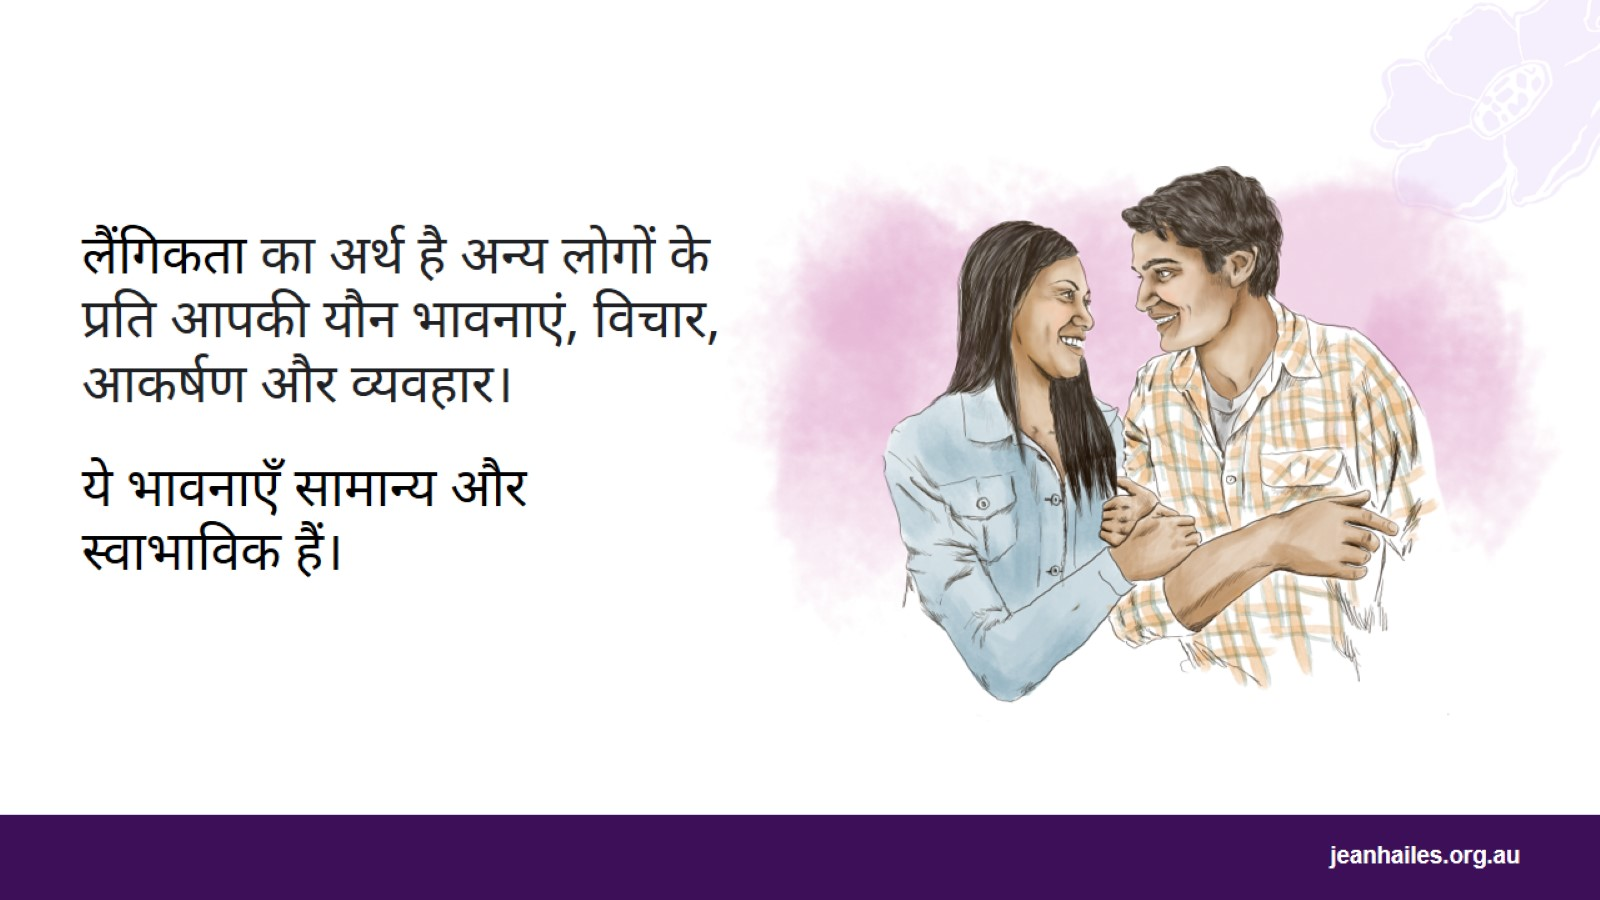 लैंगिकता का अर्थ है अन्य लोगों के
प्रति आपकी यौन भावनाएं, विचार,
आकर्षण और व्यवहार।
ये भावनाएँ सामान्य और
स्वाभाविक हैं।
jeanhailes.org.au